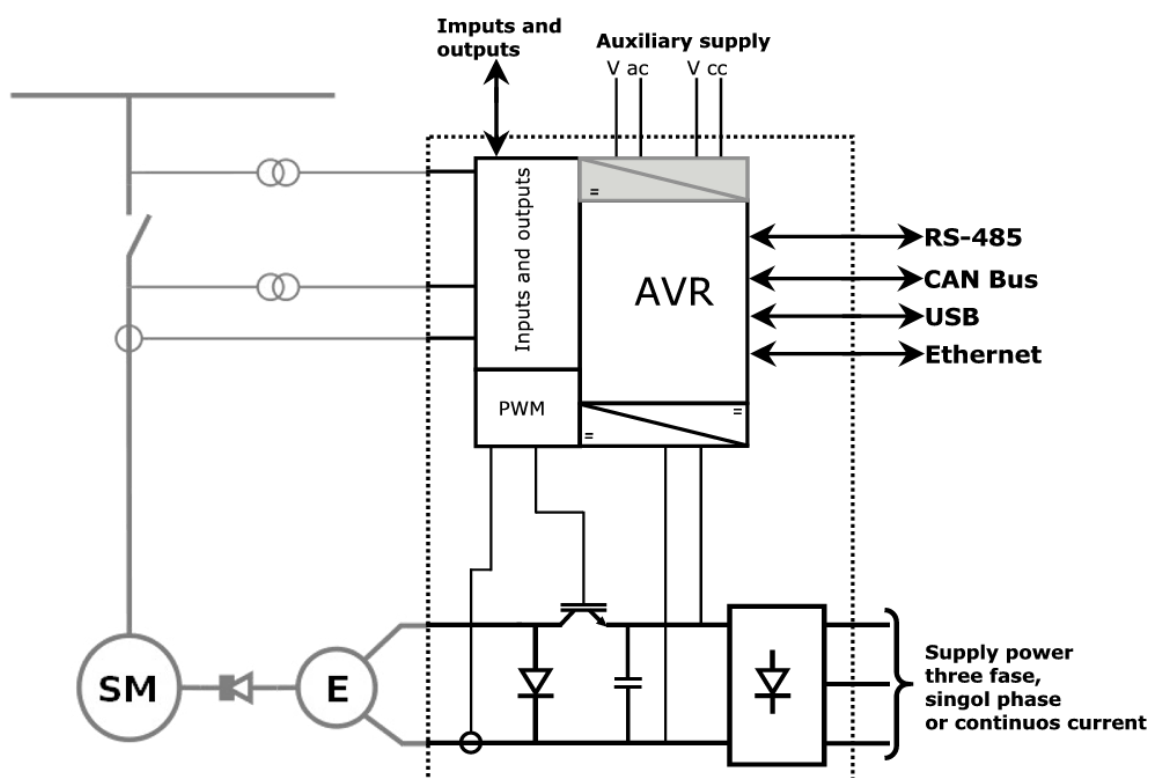 Imputs and
outputs
Auxiliary supply
V ac
V cc
Inputs and outputs
=
AVR
RS-485
CAN Bus
USB
Ethernet
PWM
=
=
SM
E
Supply power
three fase,
singol phase
or continuos current